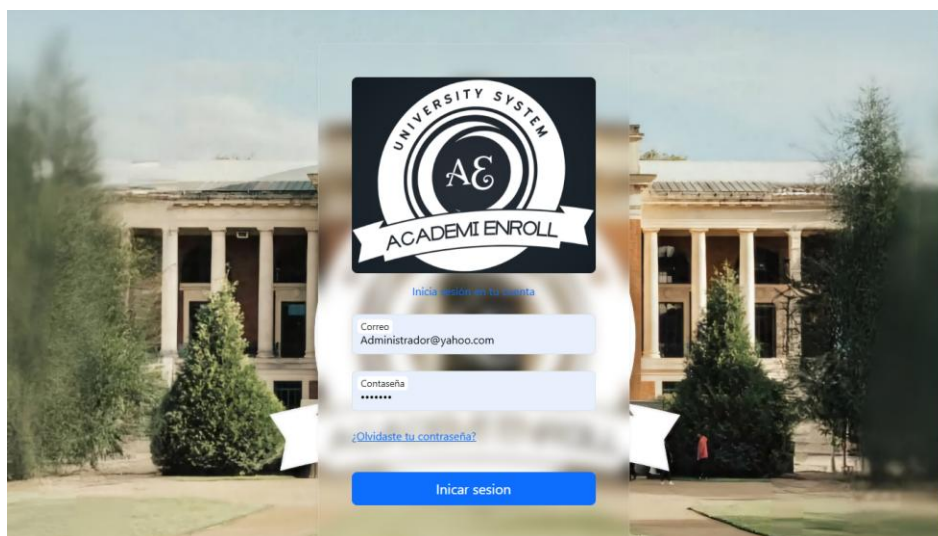 UNIVERSITY SYSTEM
AE
ACADEMI ENROLL
Inicia sesión en tu cuenta
Correo
Administrador@yahoo.com
Contaseña
•••••••
¿Olvidaste tu contraseña?
Inicar sesion